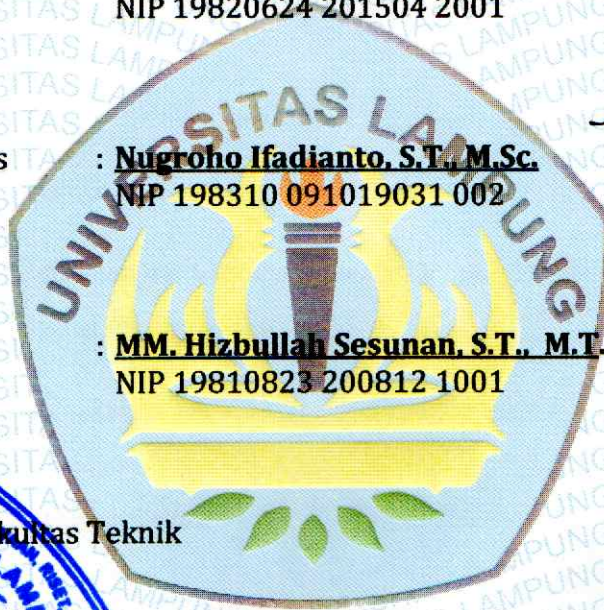 NIP 19820624 201504 2001
UNIVERSITAS LAMPUNG
s : Nugroho Ifadianto, S.T., M.Sc.
NIP 198310 091019031 002
: MM. Hizbullah Sesunan, S.T., M.T.
NIP 19810823 200812 1001
kultas Teknik
RISET,